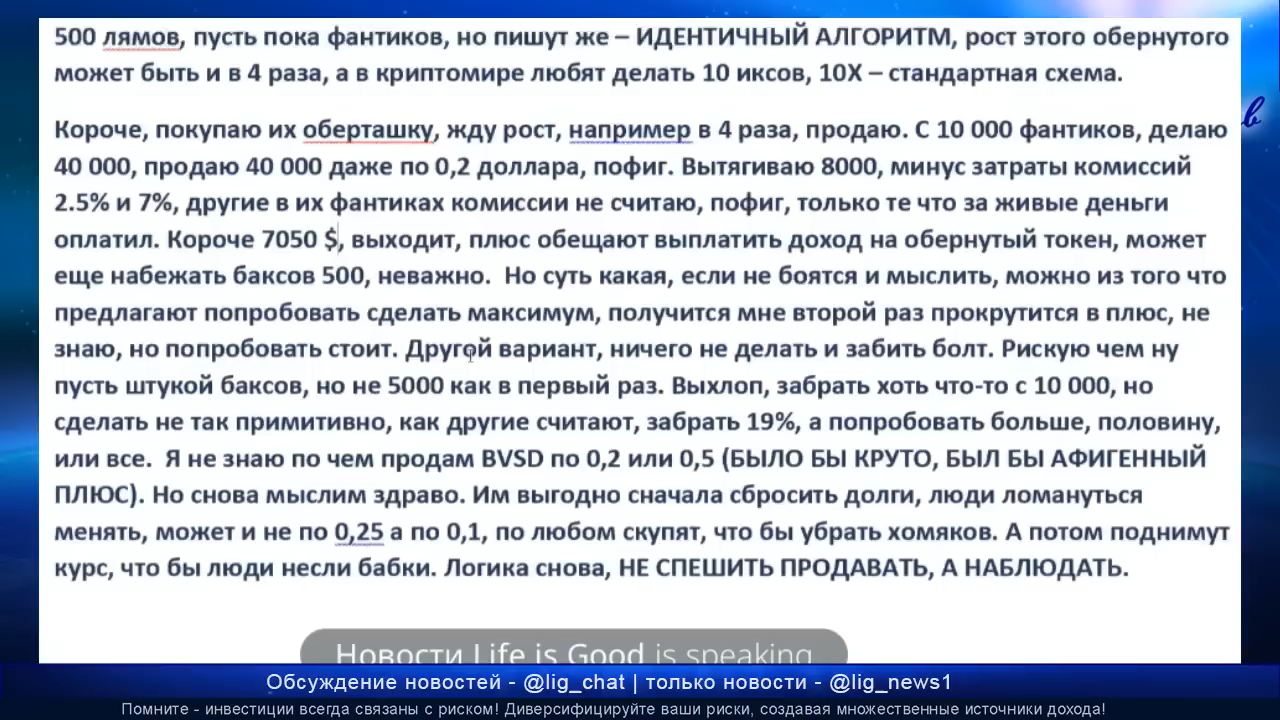 500 лямов, пусть пока фантиков, но пишут же – ИДЕНТИЧНЫЙ АЛГОРИТМ, рост этого обернутого
может быть и в 4 раза, а в криптомире любят делать 10 иксов, 10Х – стандартная схема.
Короче, покупаю их оберташку, жду рост, например в 4 раза, продаю. С 10 000 фантиков, делаю
40 000, продаю 40 000 даже по 0,2 доллара, пофиг. Вытягиваю 8000, минус затраты комиссий
2.5% и 7%, другие в их фантиках комиссии не считаю, пофиг, только те что за живые деньги
оплатил. Короче 7050 $, выходит, плюс обещают выплатить доход на обернутый токен, может
еще набежать баксов 500, неважно. Но суть какая, если не боятся и мыслить, можно из того что
предлагают попробовать сделать максимум, получится мне второй раз прокрутится в плюс, не
знаю, но попробовать стоит. Другой вариант, ничего не делать и забить болт. Рискую чем ну
пусть штукой баксов, но не 5000 как в первый раз. Выхлоп, забрать хоть что-то с 10 000, но
сделать не так примитивно, как другие считают, забрать 19%, а попробовать больше, половину,
или все. Я не знаю по чем продам BVSD по 0,2 или 0,5 (БЫЛО БЫ КРУТО, БЫЛ БЫ АФИГЕННЫЙ
ПЛЮС). Но снова мыслим здраво. Им выгодно сначала сбросить долги, люди ломануться
менять, может и не по 0,25 а по 0,1, по любом скупят, что бы убрать хомяков. А потом поднимут
курс, что бы люди несли бабки. Логика снова, НЕ СПЕШИТЬ ПРОДАВАТЬ, А НАБЛЮДАТЬ.
Новости Life is Good is speaking
Обсуждение новостей - @lig_chat | только новости - @lig_news1
Помните - инвестиции всегда связаны с риском! Диверсифицируйте ваши риски, создавая множественные источники дохода!